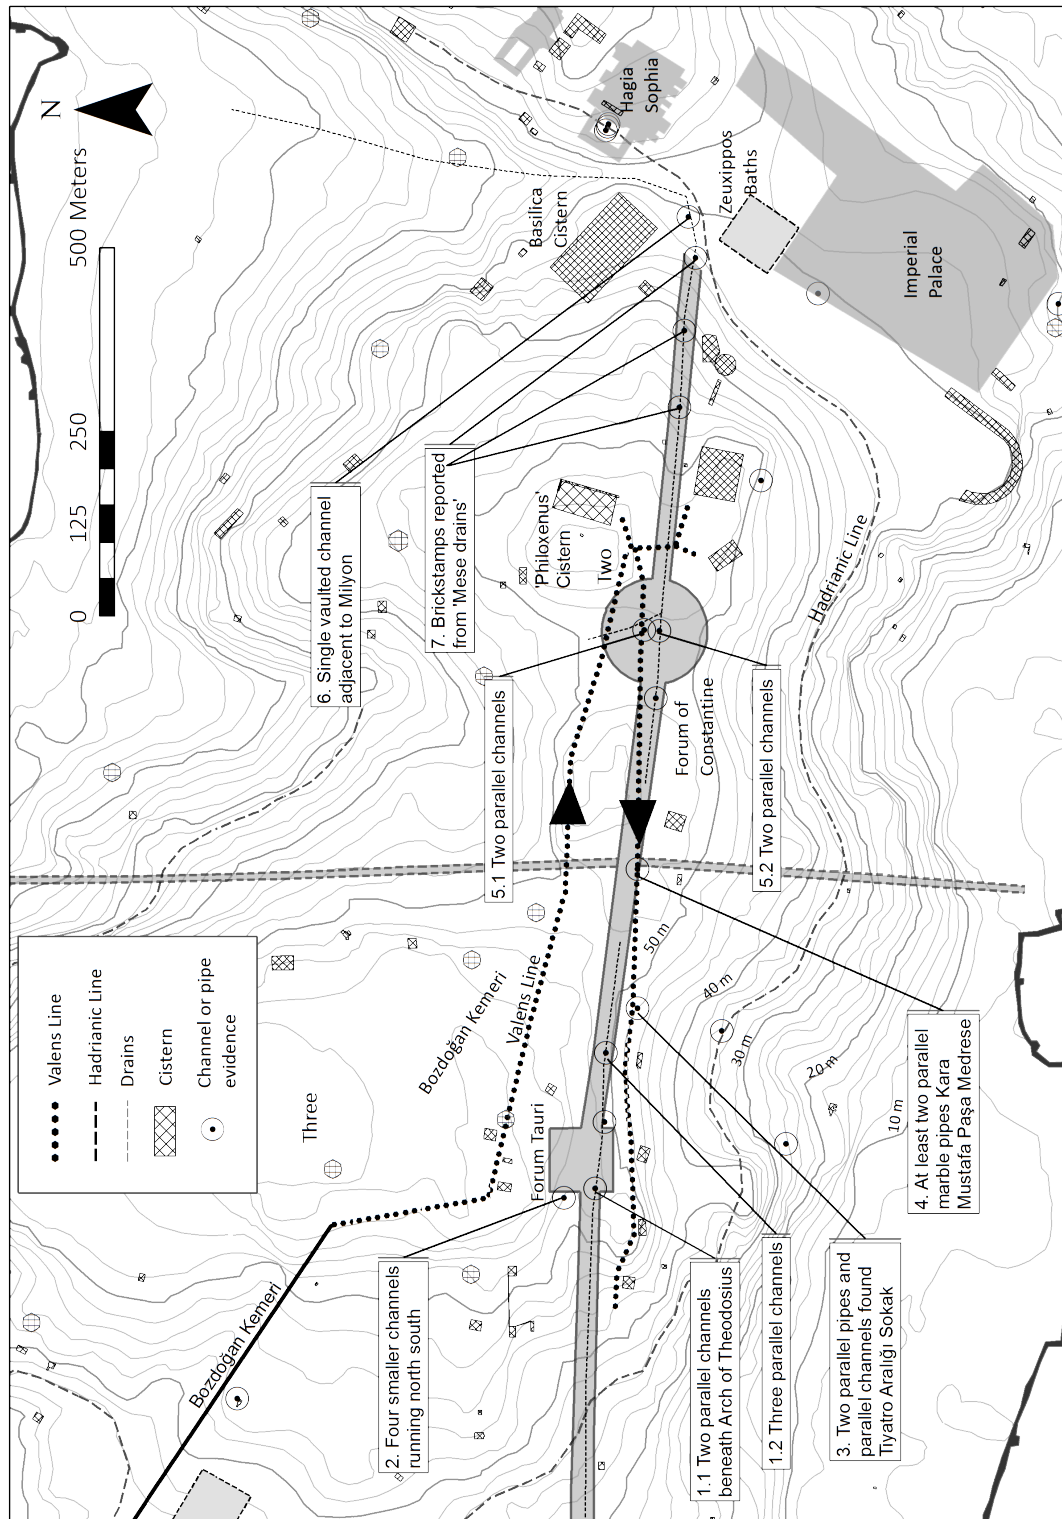 N
0
125
250
500 Meters
Valens Line
Hadrianic Line
Drains
Cistern
Channel or pipe
evidence
Three
Bozdoğan Kemeri
Bozdoğan Kemeri
Valens Line
Forum Tauri
2. Four smaller channels
running north south
1.1 Two parallel channels
beneath Arch of Theodosius
1.2 Three parallel channels
3. Two parallel pipes and
parallel channels found
Tiyatro Aralığı Sokak
4. At least two parallel
marble pipes Kara
Mustafa Paşa Medrese
50 m
40 m
30 m
20 m
10 m
5.1 Two parallel channels
5.2 Two parallel channels
Forum of
Constantine
6. Single vaulted channel
adjacent to Milyon
7. Brickstamps reported
from 'Mese drains'
'Philoxenus'
Cistern
Two
Hadrianic Line
Basilica
Cistern
Hagia
Sophia
Zeuxippos
Baths
Imperial
Palace